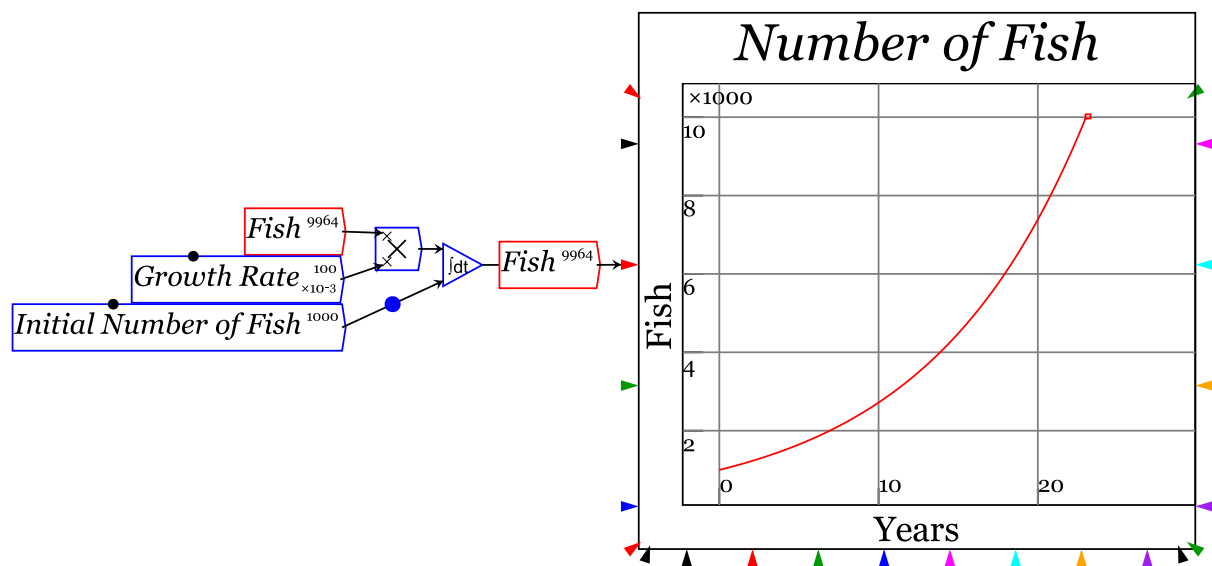 Number of Fish
×1000
10
8
6
4
2
0 10 20
Fish
Years
Fish 9964
Growth Rate 100 ×10-3
Initial Number of Fish 1000
×
×
×
∫dt
Fish 9964